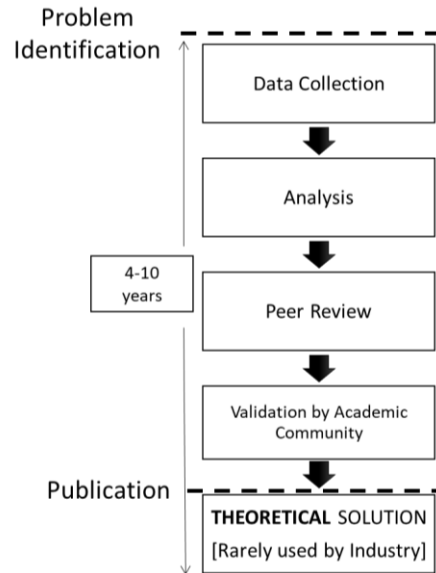 Problem
Identification
Data Collection
Analysis
4-10
years
Peer Review
Validation by Academic
Community
Publication
THEORETICAL SOLUTION
[Rarely used by Industry]